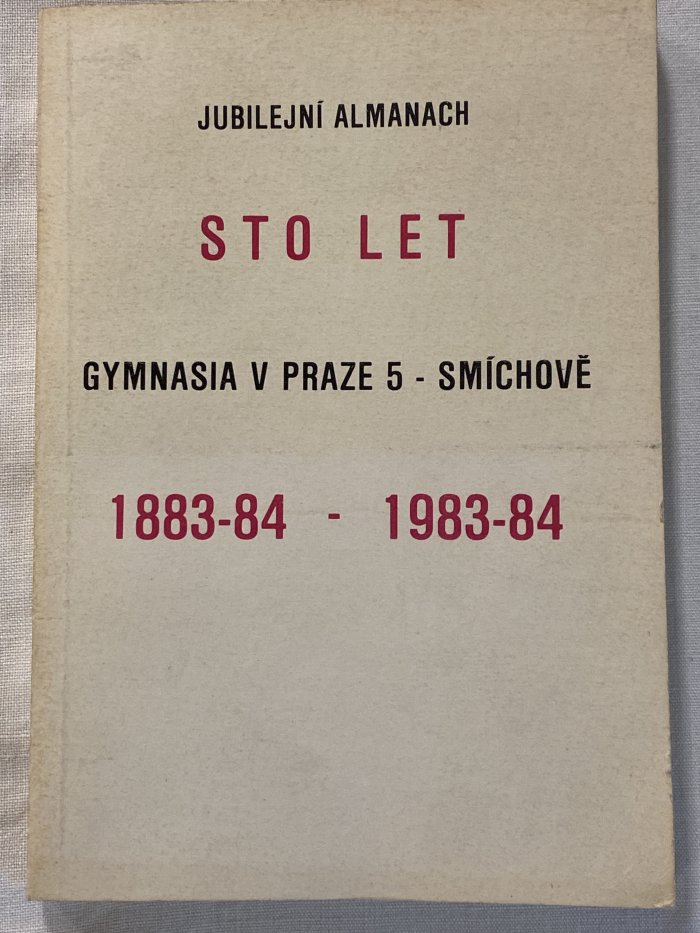 JUBILEJNÍ ALMANACH
STO LET
GYMNASIA V PRAZE 5 - SMÍCHOVĚ
1883-84 - 1983-84